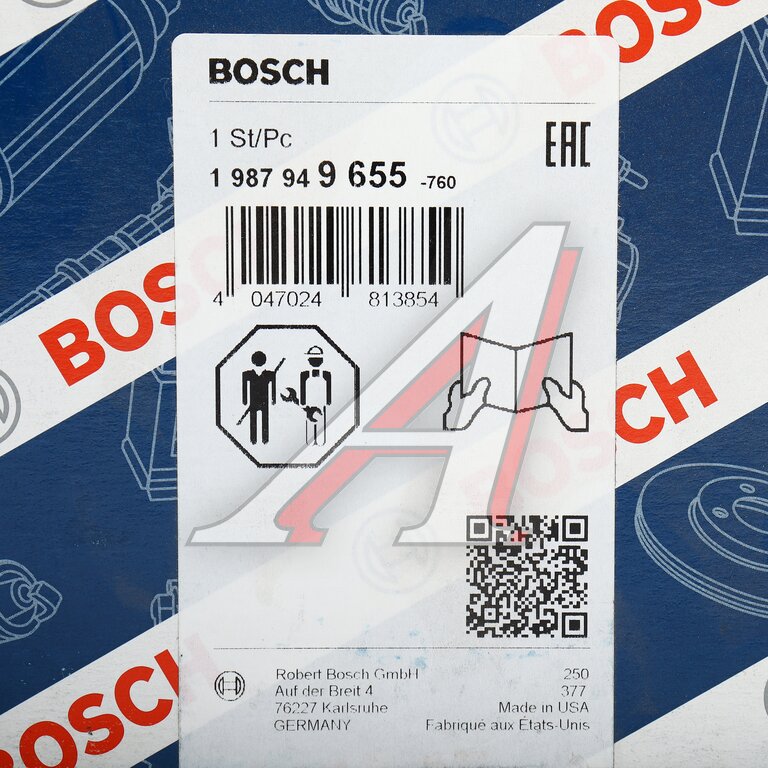 BOSCH
1 St/Pc
EAC
1 987 94 9 655 -760
4 047024 813854
Robert Bosch GmbH
Auf der Breit 4
76227 Karlsruhe
GERMANY
250
377
Made in USA
Fabriqué aux États-Unis
BOSCH
BOSCH
BOSCH
BOSCH